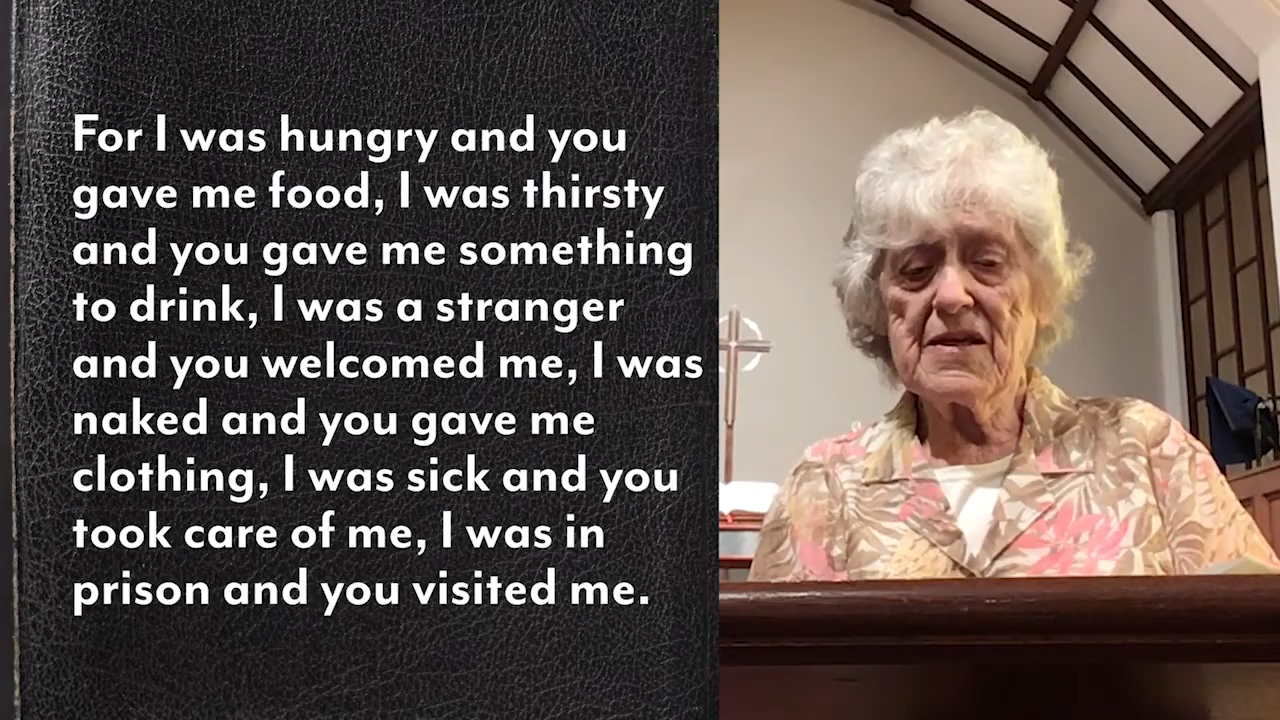 For I was hungry and you
gave me food, I was thirsty
and you gave me something
to drink, I was a stranger
and you welcomed me, I was
naked and you gave me
clothing, I was sick and you
took care of me, I was in
prison and you visited me.